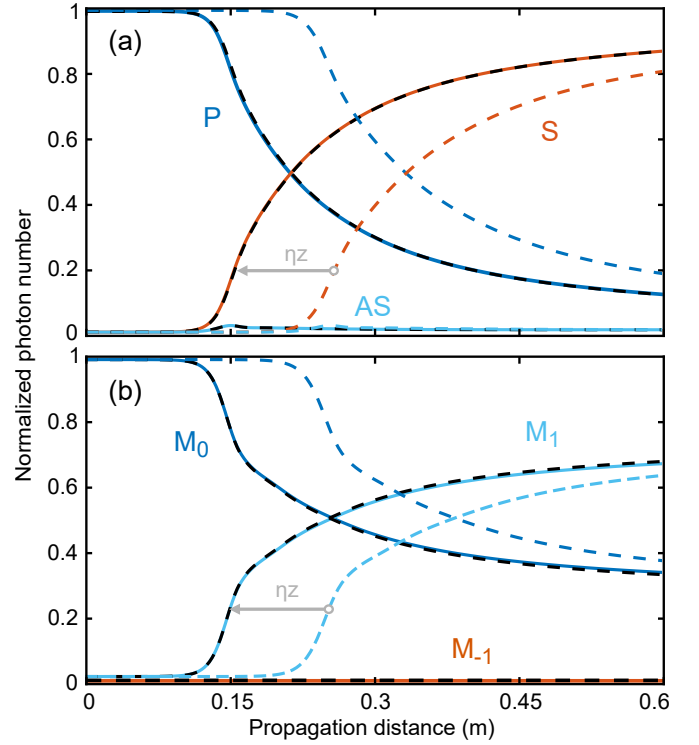 Normalized photon number
(a)
1
0.8
0.6
0.4
0.2
0
P
S
ηz
AS
(b)
1
0.8
0.6
0.4
0.2
0
M₀
M₁
ηz
M₋₁
0 0.15 0.3 0.45 0.6
Propagation distance (m)